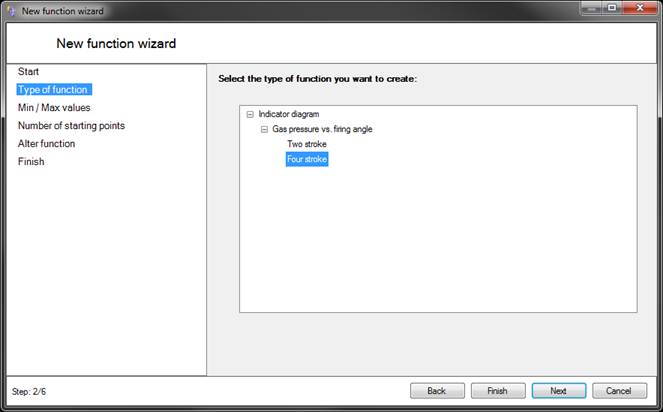 New function wizard
New function wizard
Start
Type of function
Min / Max values
Number of starting points
Alter function
Finish
Select the type of function you want to create:
Indicator diagram
Gas pressure vs. firing angle
Two stroke
Four stroke
Step: 2/6
Back
Finish
Next
Cancel